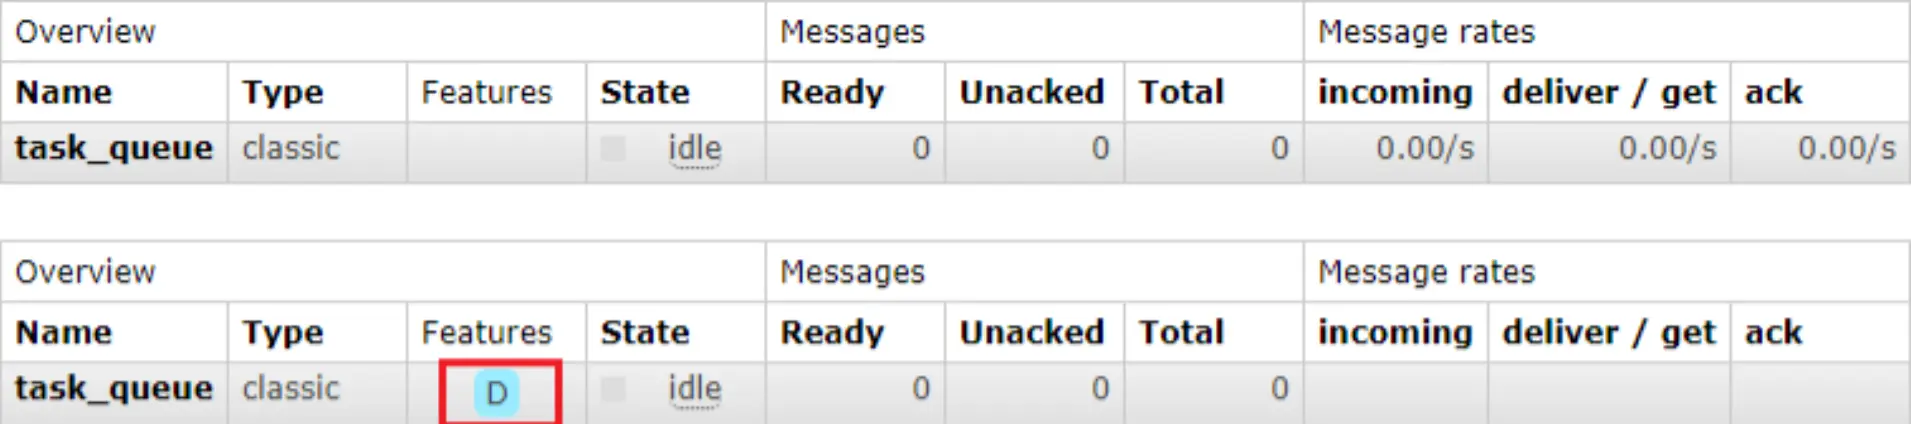 Overview Messages Message rates
Name Type Features State Ready Unacked Total incoming deliver / get ack
task_queue classic idle 0 0 0 0.00/s 0.00/s 0.00/s
Overview Messages Message rates
Name Type Features State Ready Unacked Total incoming deliver / get ack
task_queue classic D idle 0 0 0